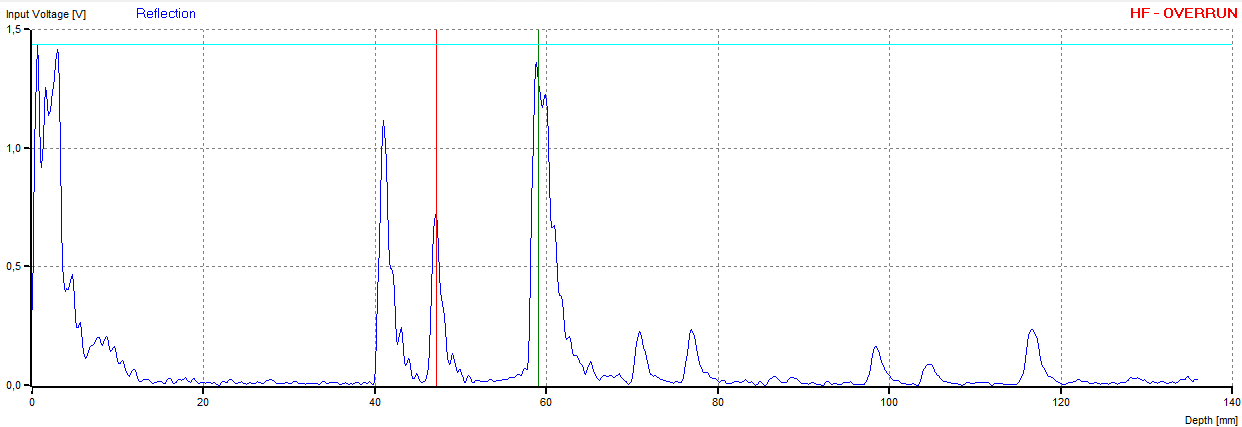 Input Voltage [V]
Reflection
HF - OVERRUN
1,5
1,0
0,5
0,0
0 20 40 60 80 100 120 140
Depth [mm]